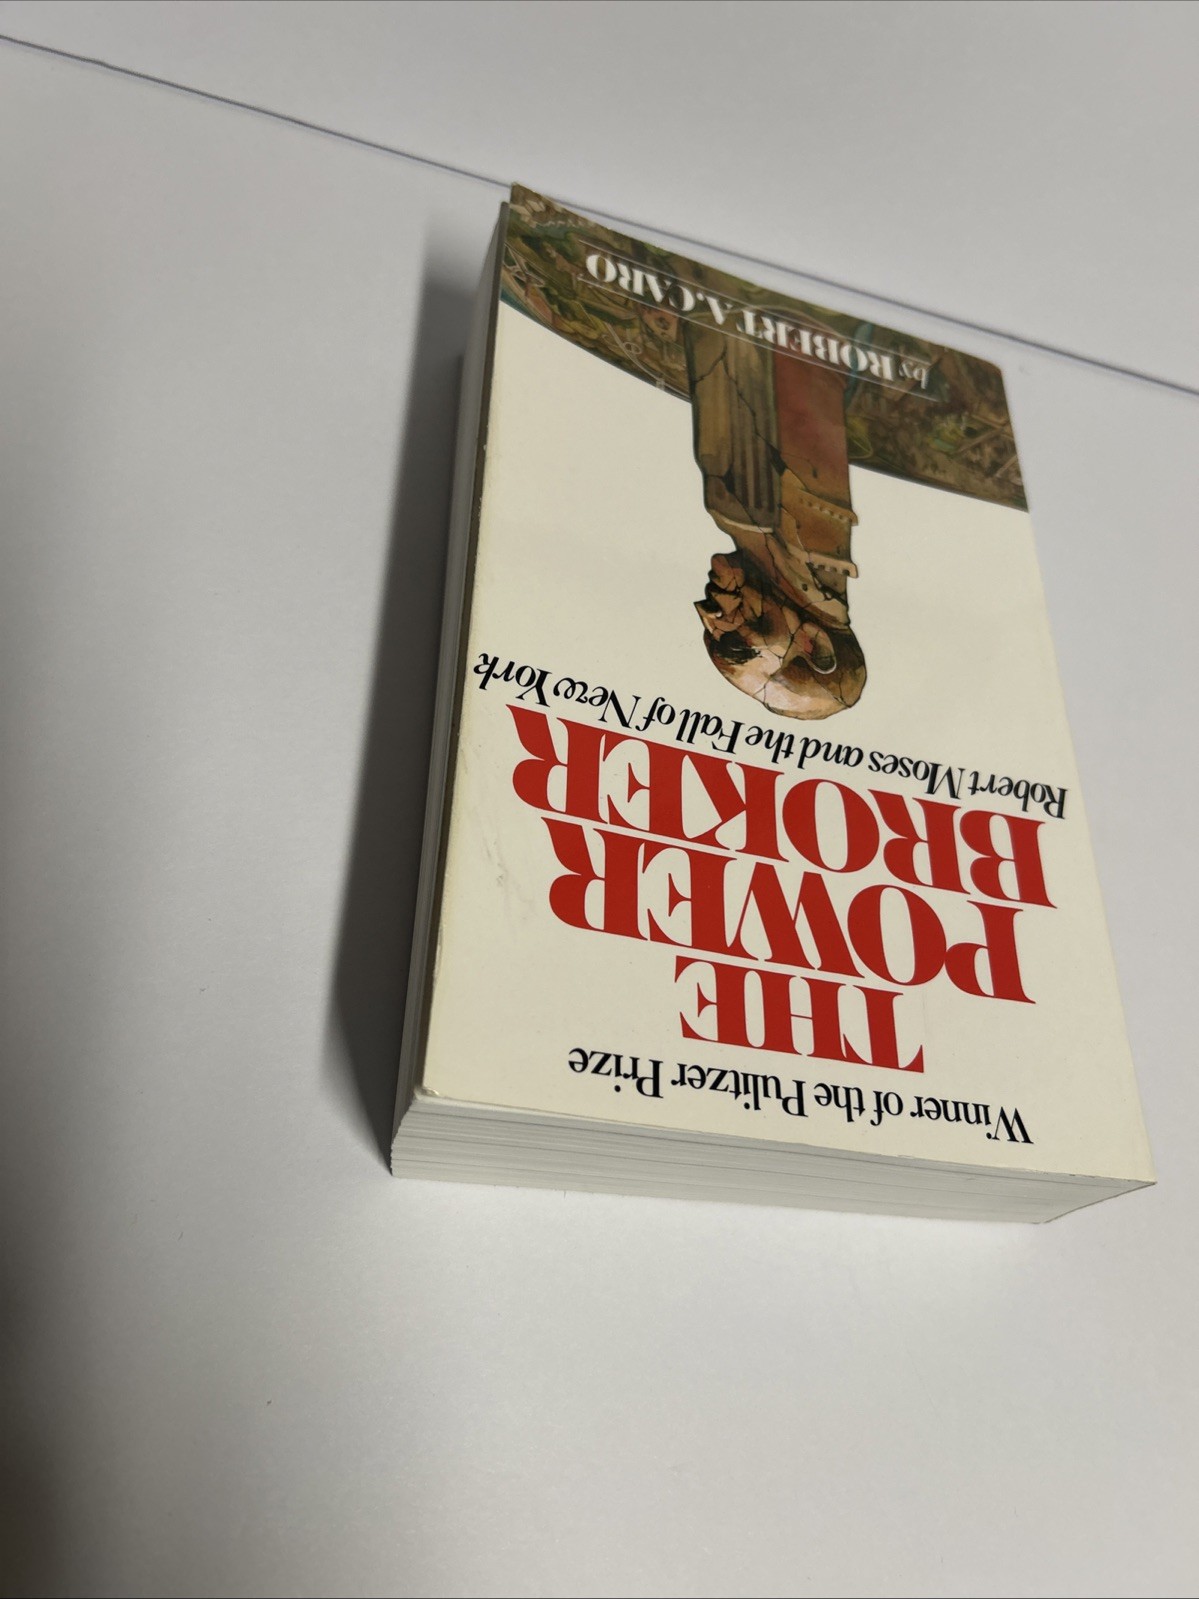 Winner of the Pulitzer Prize
THE
POWER
BROKER
Robert Moses and the Fall of New York
by ROBERT A. CARO